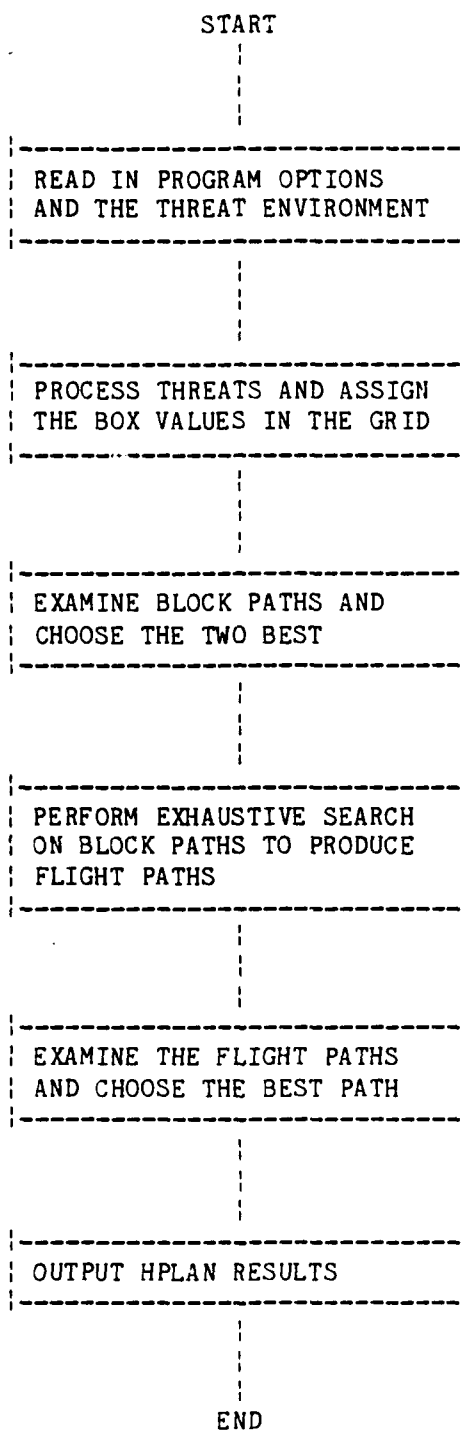 START
READ IN PROGRAM OPTIONS
AND THE THREAT ENVIRONMENT
PROCESS THREATS AND ASSIGN
THE BOX VALUES IN THE GRID
EXAMINE BLOCK PATHS AND
CHOOSE THE TWO BEST
PERFORM EXHAUSTIVE SEARCH
ON BLOCK PATHS TO PRODUCE
FLIGHT PATHS
EXAMINE THE FLIGHT PATHS
AND CHOOSE THE BEST PATH
OUTPUT HPLAN RESULTS
END